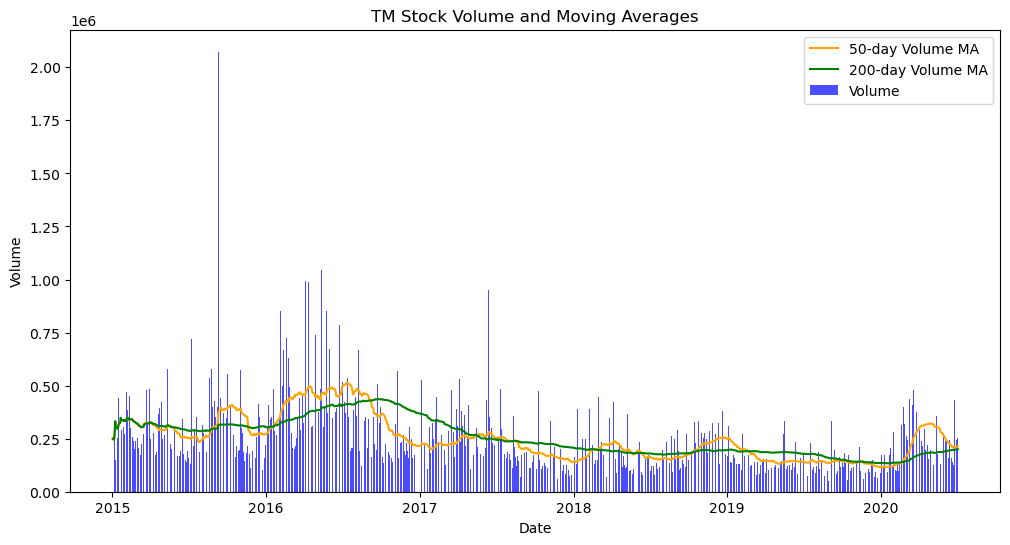 TM Stock Volume and Moving Averages
1e6
50-day Volume MA
200-day Volume MA
Volume
2.00
1.75
1.50
1.25
1.00
0.75
0.50
0.25
0.00
Volume
2015
2016
2017
2018
2019
2020
Date